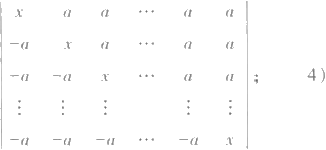 x a a ⋯ a a
-a x a ⋯ a a
-a -a x ⋯ a a ; 4)
⋮ ⋮ ⋮ ⋮ ⋮
-a -a -a ⋯ -a x